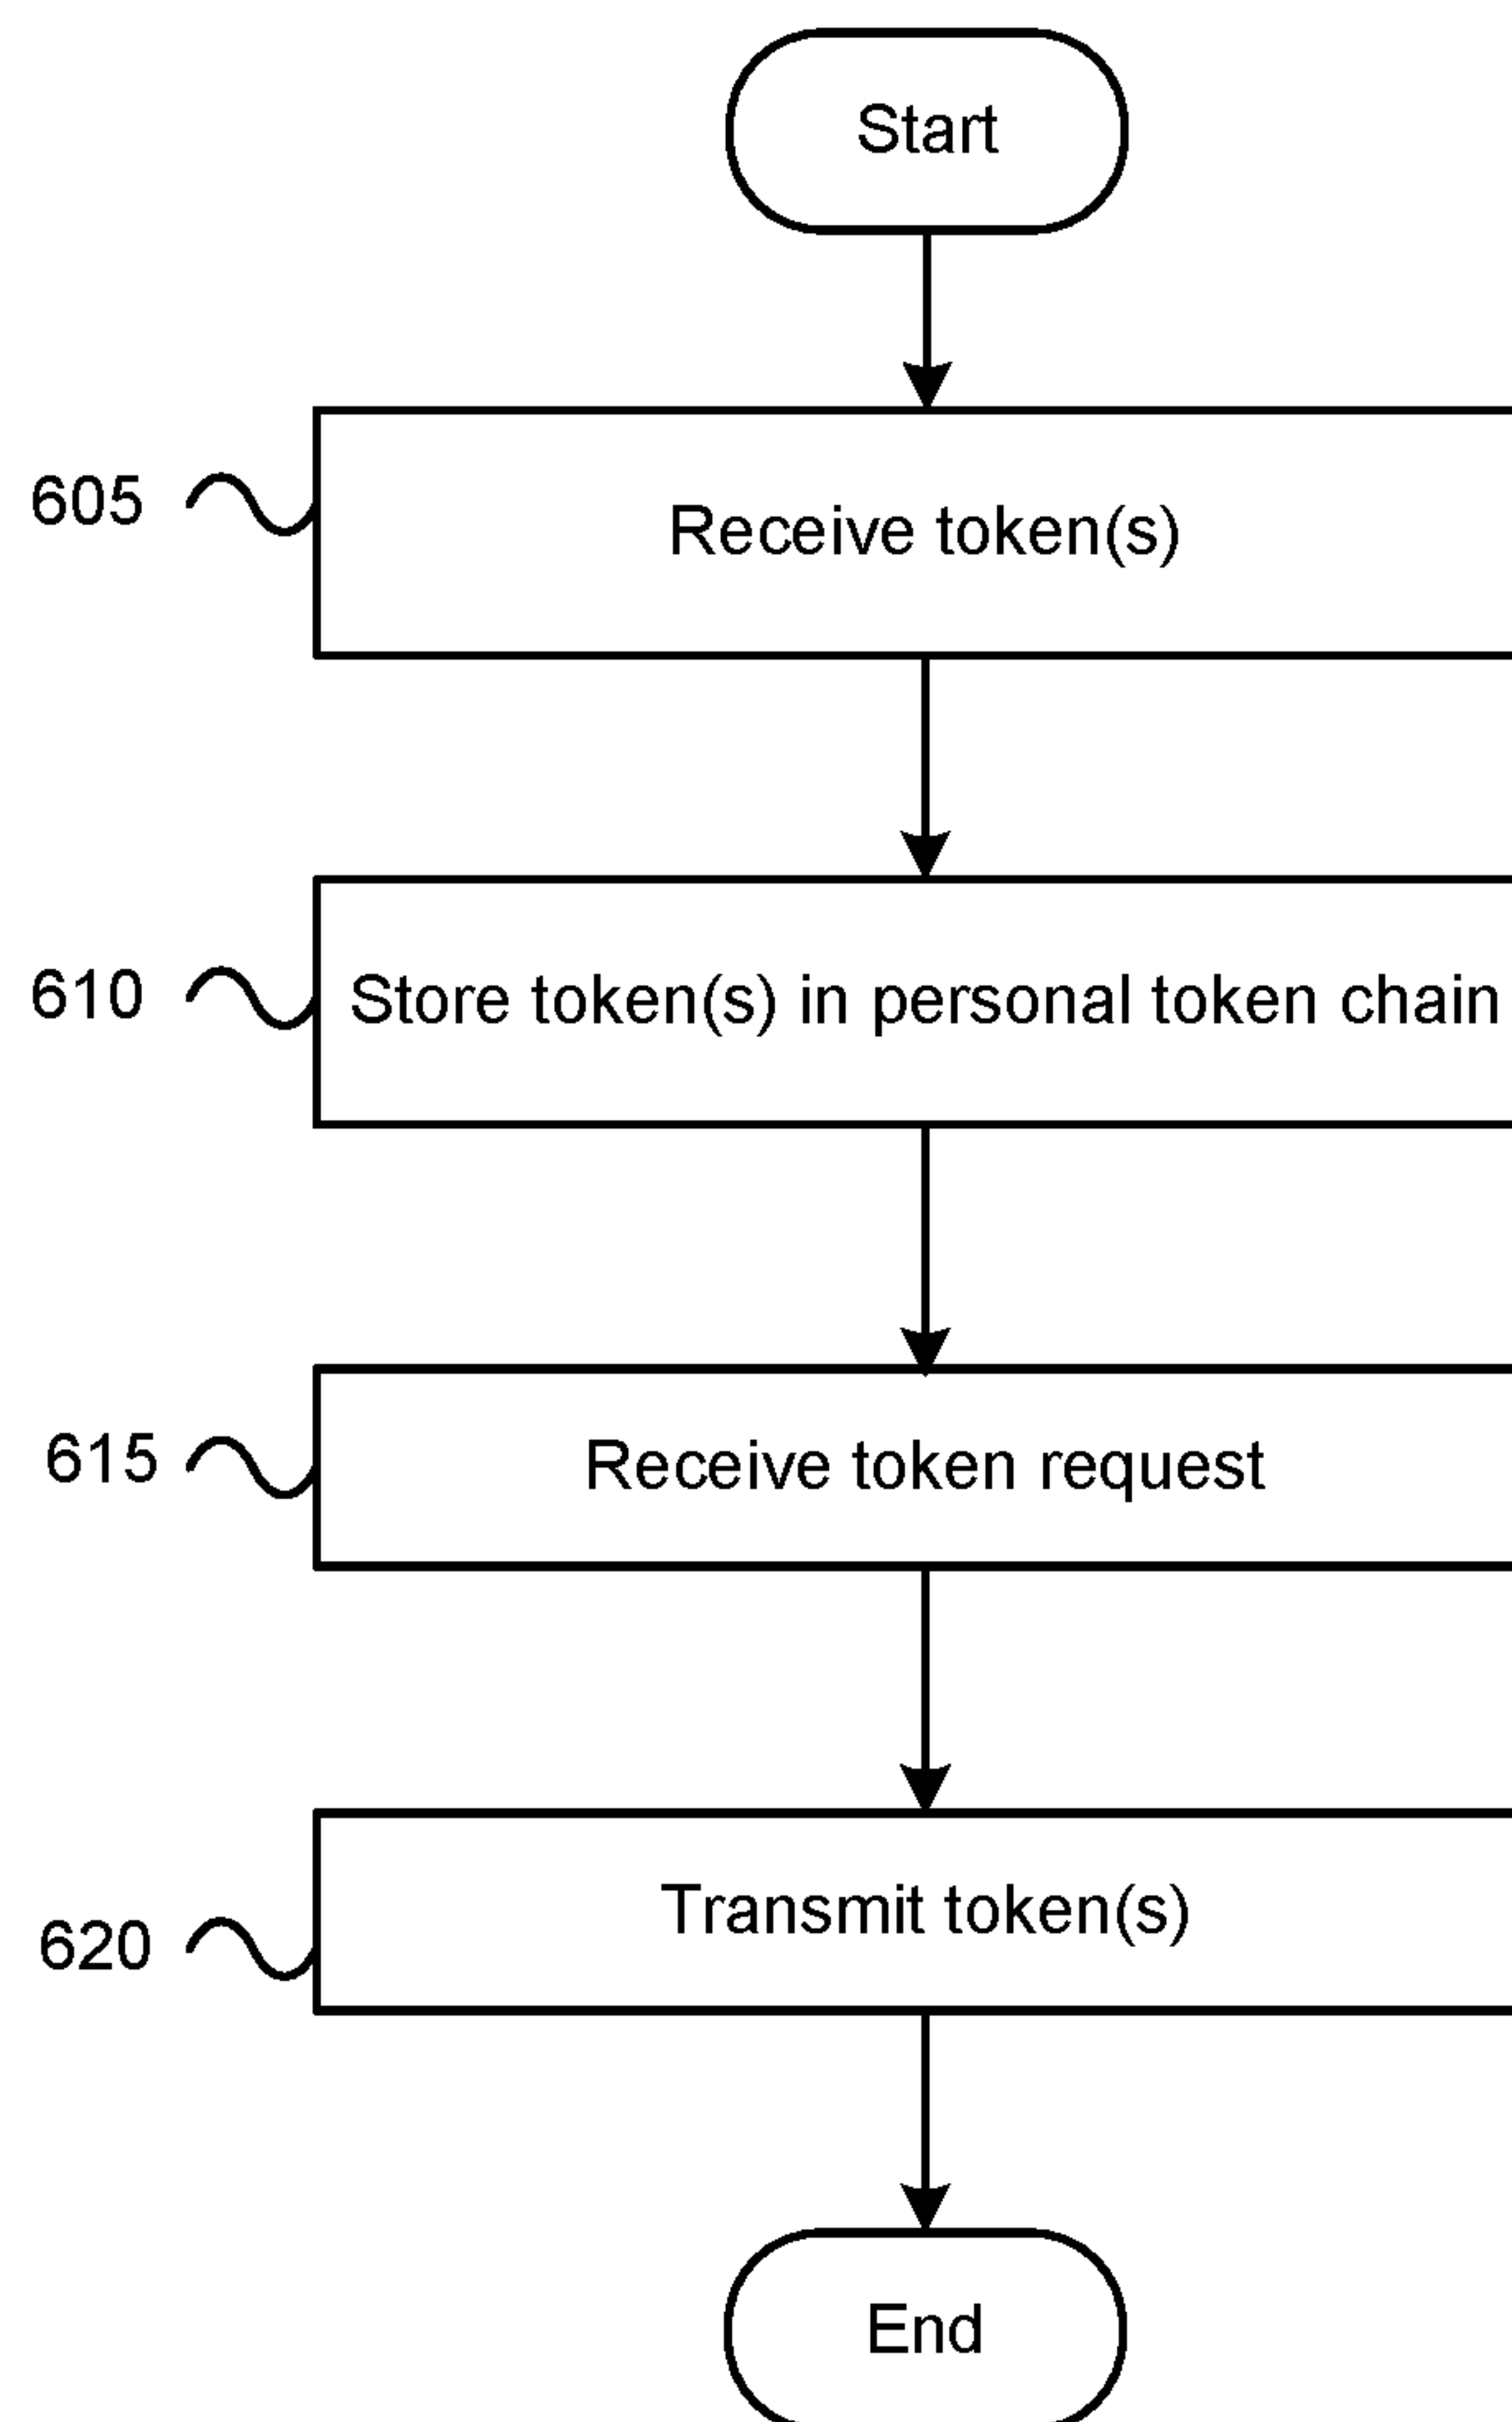 Start
605
Receive token(s)
610
Store token(s) in personal token chain
615
Receive token request
620
Transmit token(s)
End